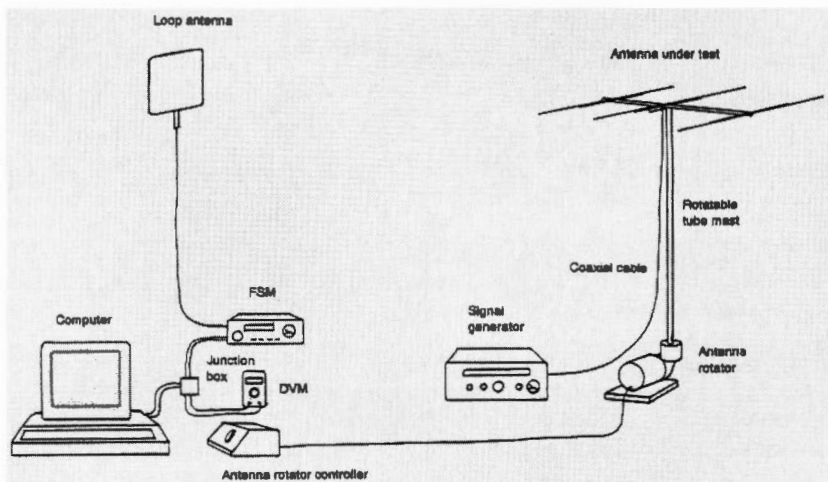 Loop antenna
Antenna under test
Rotatable
tube mast
Coaxial cable
FSM
Computer
Signal
generator
Junction
box
DVM
Antenna
rotator
Antenna rotator controller